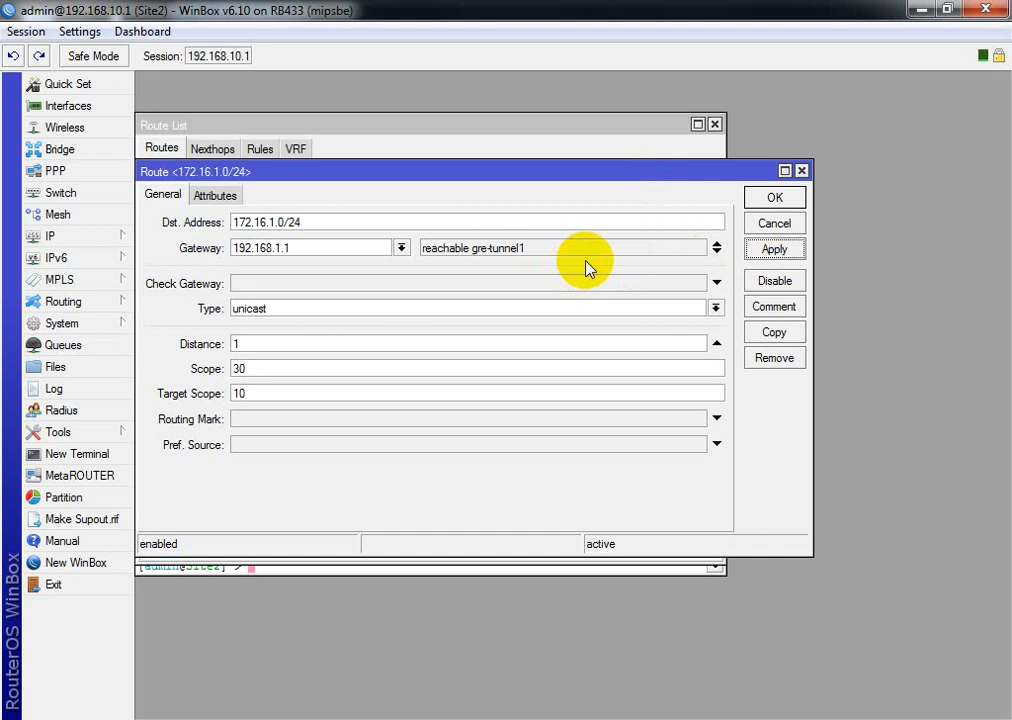 admin@192.168.10.1 (Site2) - WinBox v6.10 on RB433 (mipsbe)
Session Settings Dashboard
Safe Mode Session: 192.168.10.1
Quick Set
Interfaces
Wireless
Bridge
PPP
Switch
Mesh
IP
IPv6
MPLS
Routing
System
Queues
Files
Log
Radius
Tools
New Terminal
MetaROUTER
Partition
Make Supout.rif
Manual
New WinBox
Exit
RouterOS WinBox
Route List
Routes Nexthops Rules VRF
Route <172.16.1.0/24>
General Attributes
Dst. Address: 172.16.1.0/24
Gateway: 192.168.1.1 reachable gre-tunnel1
Check Gateway:
Type: unicast
Distance: 1
Scope: 30
Target Scope: 10
Routing Mark:
Pref. Source:
OK
Cancel
Apply
Disable
Comment
Copy
Remove
enabled active
[admin@Site2] >